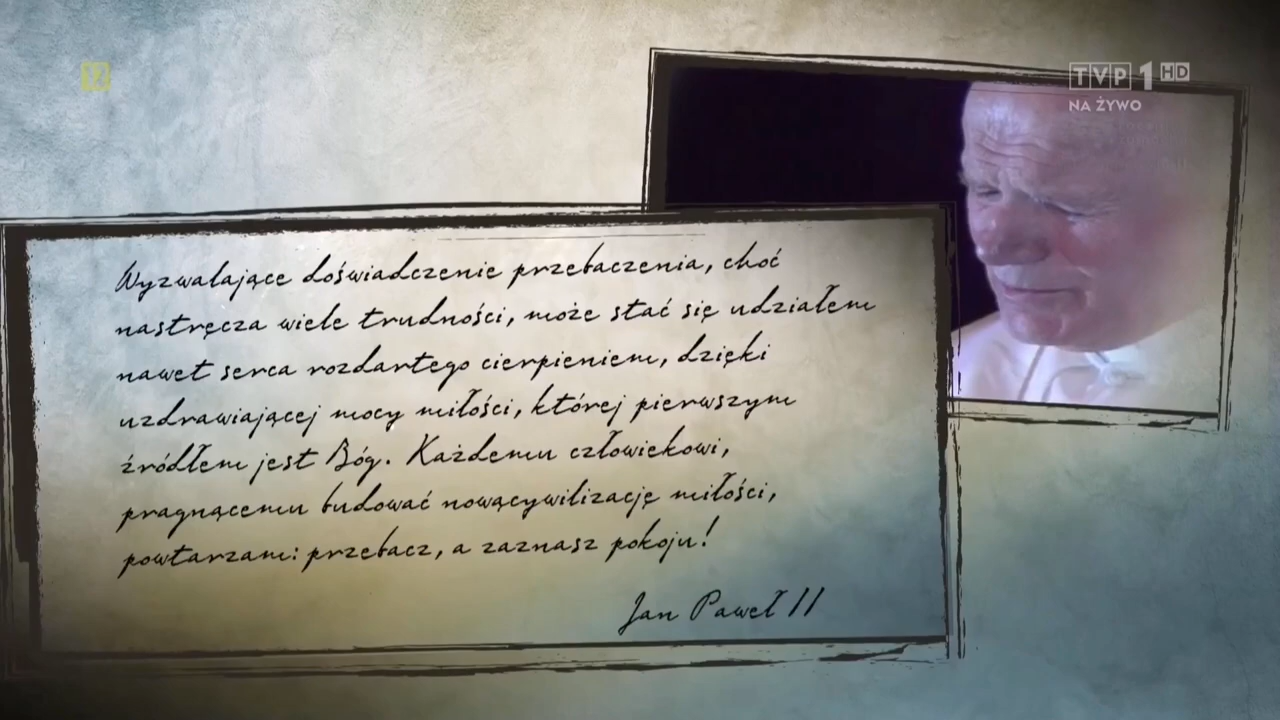 7
TVP 1 HD
NA ŻYWO
Wyzwalające doświadczenie przebaczenia, choć
nastręcza wiele trudności, może stać się udziałem
nawet serca rozdartego cierpieniem, dzięki
uzdrawiającej mocy miłości, której pierwszym
źródłem jest Bóg. Każdemu człowiekowi,
pragnącemu budować nowącywilizację miłości,
powtarzam: przebacz, a zaznasz pokoju!
Jan Paweł II